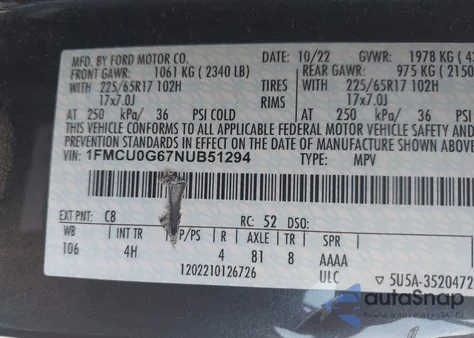 MFD. BY FORD MOTOR CO. 10/22 GVWR: 1978 KG
FRONT GAWR: 1061 KG (2340 LB) REAR GAWR: 975 KG (2150
WITH 225/65R17 102H TIRES WITH 225/65R17 102H
17x7.0J RIMS 17x7.0J
AT 250 kPa/ 36 PSI COLD AT 250 kPa/ 36 PSI
THIS VEHICLE CONFORMS TO ALL APPLICABLE FEDERAL MOTOR VEHICLE SAFETY AND
PREVENTION STANDARDS IN EFFECT ON THE DATE OF MANUFACTURE SHOWN
VIN: 1FMCU0G67NUB51294 TYPE: MPV
EXT PNT: C8 RC: 52 DSO:
WB INT TR TP/PS R AXLE TR SPR
106 4H 4 81 8 AAAA
1202210126726 ULC 5U5A-3520472
autoSnap